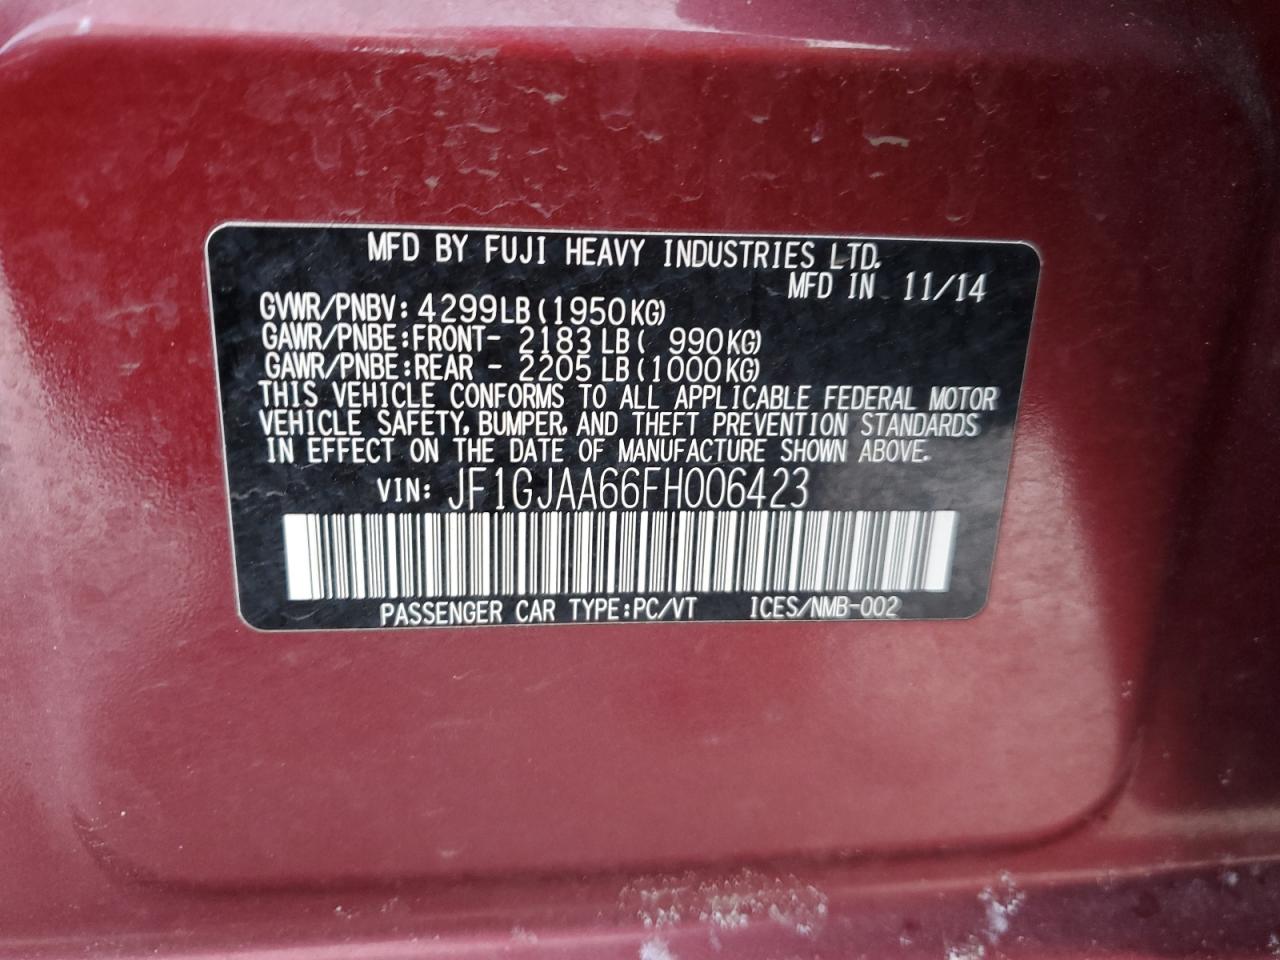 MFD BY FUJI HEAVY INDUSTRIES LTD.
MFD IN 11/14
GVWR/PNBV: 4299LB(1950KG)
GAWR/PNBE:FRONT- 2183LB( 990KG)
GAWR/PNBE:REAR - 2205LB(1000KG)
THIS VEHICLE CONFORMS TO ALL APPLICABLE FEDERAL MOTOR
VEHICLE SAFETY, BUMPER, AND THEFT PREVENTION STANDARDS
IN EFFECT ON THE DATE OF MANUFACTURE SHOWN ABOVE.
VIN: JF1GJAA66FH006423
PASSENGER CAR TYPE:PC/VT ICES/NMB-002